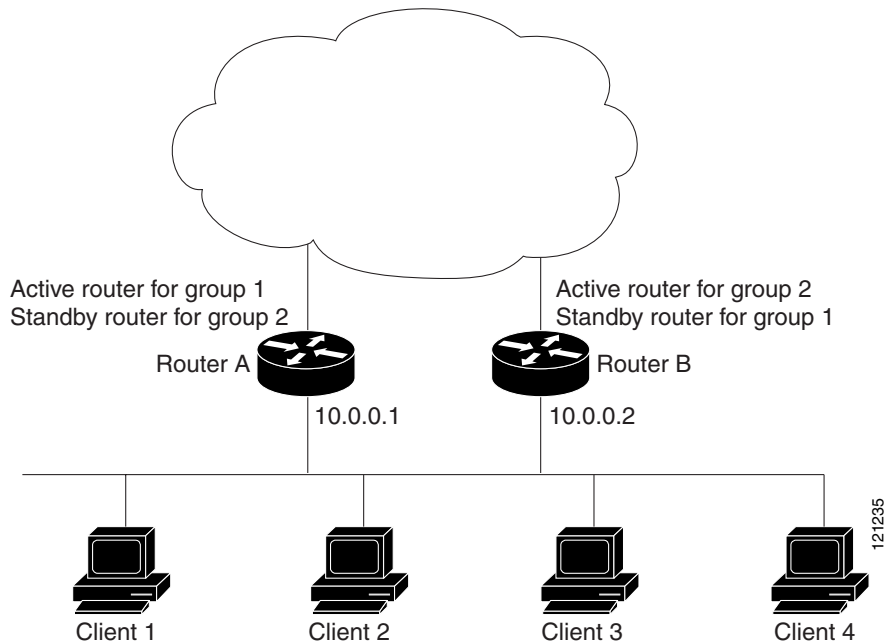 Active router for group 1
Standby router for group 2
Active router for group 2
Standby router for group 1
Router A
Router B
10.0.0.1
10.0.0.2
121235
Client 1
Client 2
Client 3
Client 4